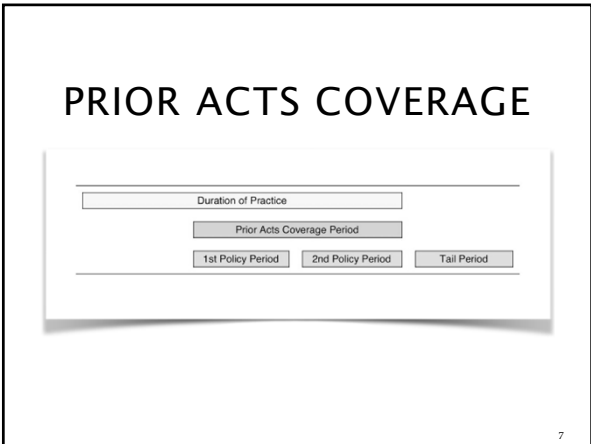 PRIOR ACTS COVERAGE
Duration of Practice
Prior Acts Coverage Period
1st Policy Period 2nd Policy Period Tail Period
7